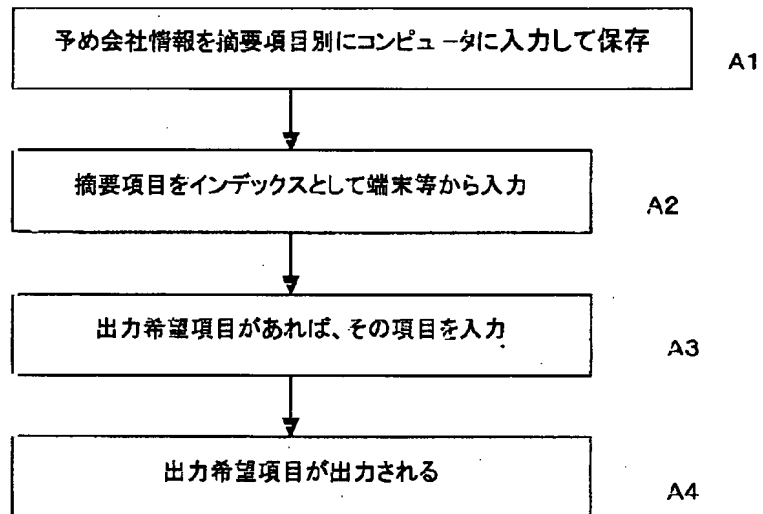 予め会社情報を摘要項目別にコンピュータに入力して保存
A1
摘要項目をインデックスとして端末等から入力
A2
出力希望項目があれば、その項目を入力
A3
出力希望項目が出力される
A4